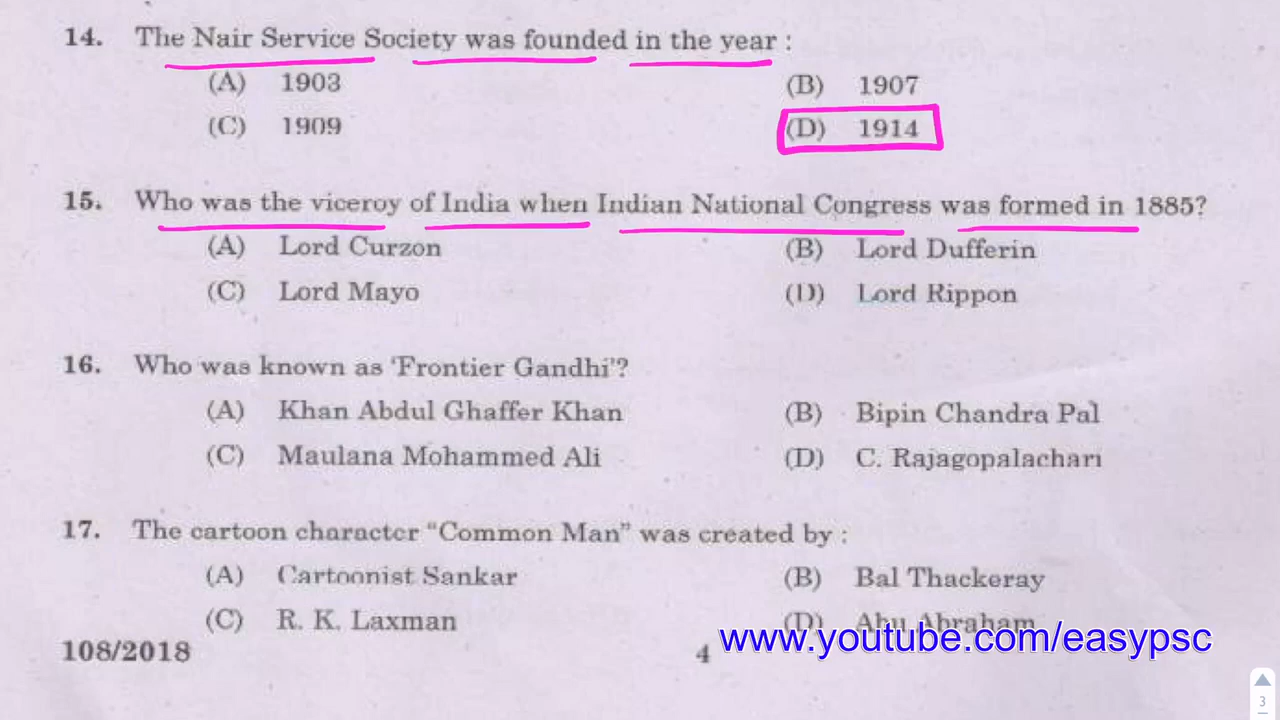 14. The Nair Service Society was founded in the year :
(A) 1903 (B) 1907
(C) 1909 (D) 1914
15. Who was the viceroy of India when Indian National Congress was formed in 1885?
(A) Lord Curzon (B) Lord Dufferin
(C) Lord Mayo (D) Lord Rippon
16. Who was known as 'Frontier Gandhi'?
(A) Khan Abdul Ghaffer Khan (B) Bipin Chandra Pal
(C) Maulana Mohammed Ali (D) C. Rajagopalachari
17. The cartoon character "Common Man" was created by :
(A) Cartoonist Sankar (B) Bal Thackeray
(C) R. K. Laxman (D) Abu Abraham
108/2018 4 www.youtube.com/easypsc
3